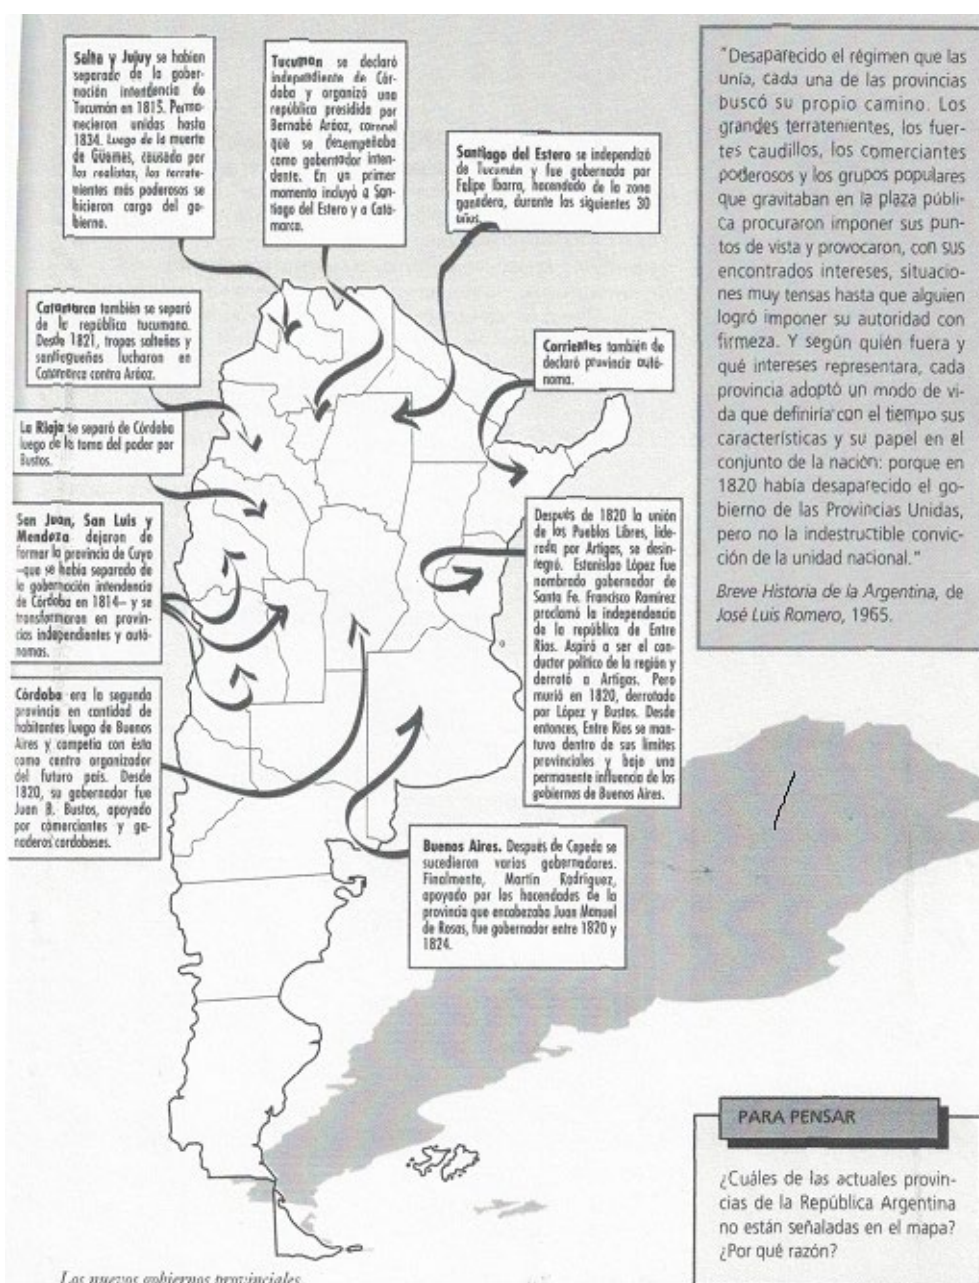 Salta y Jujuy se habían
separado de la gober-
nación intendencia de
Tucumán en 1815. Perma-
necieron unidas hasta
1834. Luego de la muerte
de Güemes, causada por
los realistas, los terrate-
nientes más poderosos se
hicieron cargo del go-
bierno.
Tucumán se declaró
independiente de Cór-
doba y organizó una
república presidida por
Bernabé Aráoz, coronel
que se desempeñaba
como gobernador inten-
dente. En un primer
momento incluyó a San-
tiago del Estero y a Cata-
marca.
Santiago del Estero se independizó
de Tucumán y fue gobernada por
Felipe Ibarra, hacendado de la zona
ganadera, durante los siguientes 30
años.
Catamarca también se separó
de la república tucumana.
Desde 1821, tropas salteñas y
santiagueñas lucharon en
Catamarca contra Aráoz.
Corrientes también de
declaró provincia autó-
noma.
La Rioja se separó de Córdoba
luego de la toma del poder por
Bustos.
San Juan, San Luis y
Mendoza dejaron de
formar la provincia de Cuyo
–que se había separado de
la gobernación intendencia
de Córdoba en 1814– y se
transformaron en provin-
cias independientes y autó-
nomas.
Después de 1820 la unión
de los Pueblos Libres, lide-
rada por Artigas, se desin-
tegró. Estanislao López fue
nombrado gobernador de
Santa Fe. Francisco Ramírez
proclamó la independencia
de la república de Entre
Ríos. Aspiró a ser el con-
ductor político de la región y
derrotó a Artigas. Pero
murió en 1820, derrotado
por López y Bustos. Desde
entonces, Entre Ríos se man-
tuvo dentro de sus límites
provinciales y bajo una
permanente influencia de los
gobiernos de Buenos Aires.
Córdoba era la segunda
provincia en cantidad de
habitantes luego de Buenos
Aires y competía con ésta
como centro organizador
del futuro país. Desde
1820, su gobernador fue
Juan B. Bustos, apoyado
por comerciantes y ga-
naderos cordobeses.
Buenos Aires. Después de Cepeda se
sucedieron varios gobernadores.
Finalmente, Martín Rodríguez,
apoyado por los hacendados de la
provincia que encabezaba Juan Manuel
de Rosas, fue gobernador entre 1820 y
1824.
"Desaparecido el régimen que las
unía, cada una de las provincias
buscó su propio camino. Los
grandes terratenientes, los fuer-
tes caudillos, los comerciantes
poderosos y los grupos populares
que gravitaban en la plaza públi-
ca procuraron imponer sus pun-
tos de vista y provocaron, con sus
encontrados intereses, situacio-
nes muy tensas hasta que alguien
logró imponer su autoridad con
firmeza. Y según quién fuera y
qué intereses representara, cada
provincia adoptó un modo de vi-
da que definiría con el tiempo sus
características y su papel en el
conjunto de la nación: porque en
1820 había desaparecido el go-
bierno de las Provincias Unidas,
pero no la indestructible convic-
ción de la unidad nacional."
Breve Historia de la Argentina, de
José Luis Romero, 1965.
PARA PENSAR
¿Cuáles de las actuales provin-
cias de la República Argentina
no están señaladas en el mapa?
¿Por qué razón?
Los nuevos gobiernos provinciales.